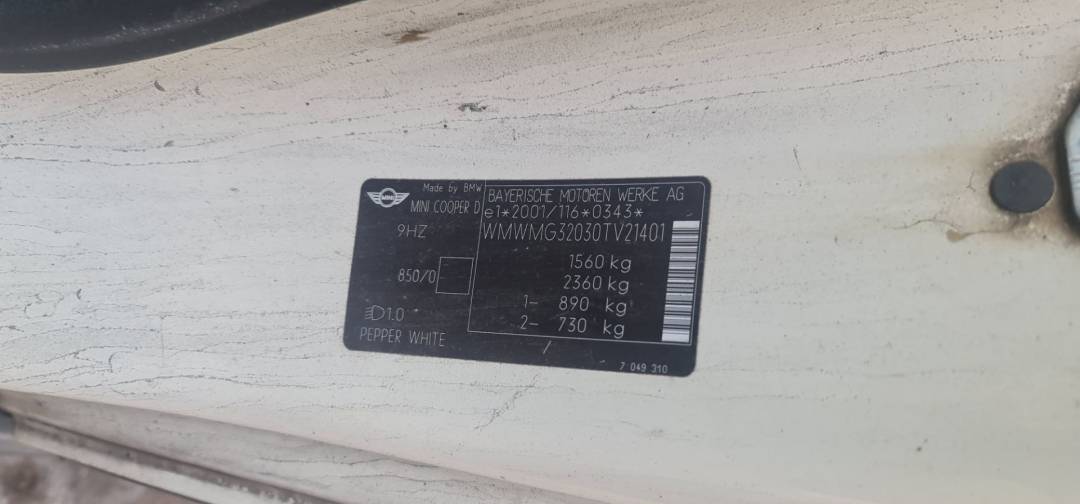 MINI
Made by BMW
MINI COOPER D
9HZ
850/0
1.0
PEPPER WHITE
BAYERISCHE MOTOREN WERKE AG
e1*2001/116*0343*
WMWMG32030TV21401
1560 kg
2360 kg
1- 890 kg
2- 730 kg
7 049 310